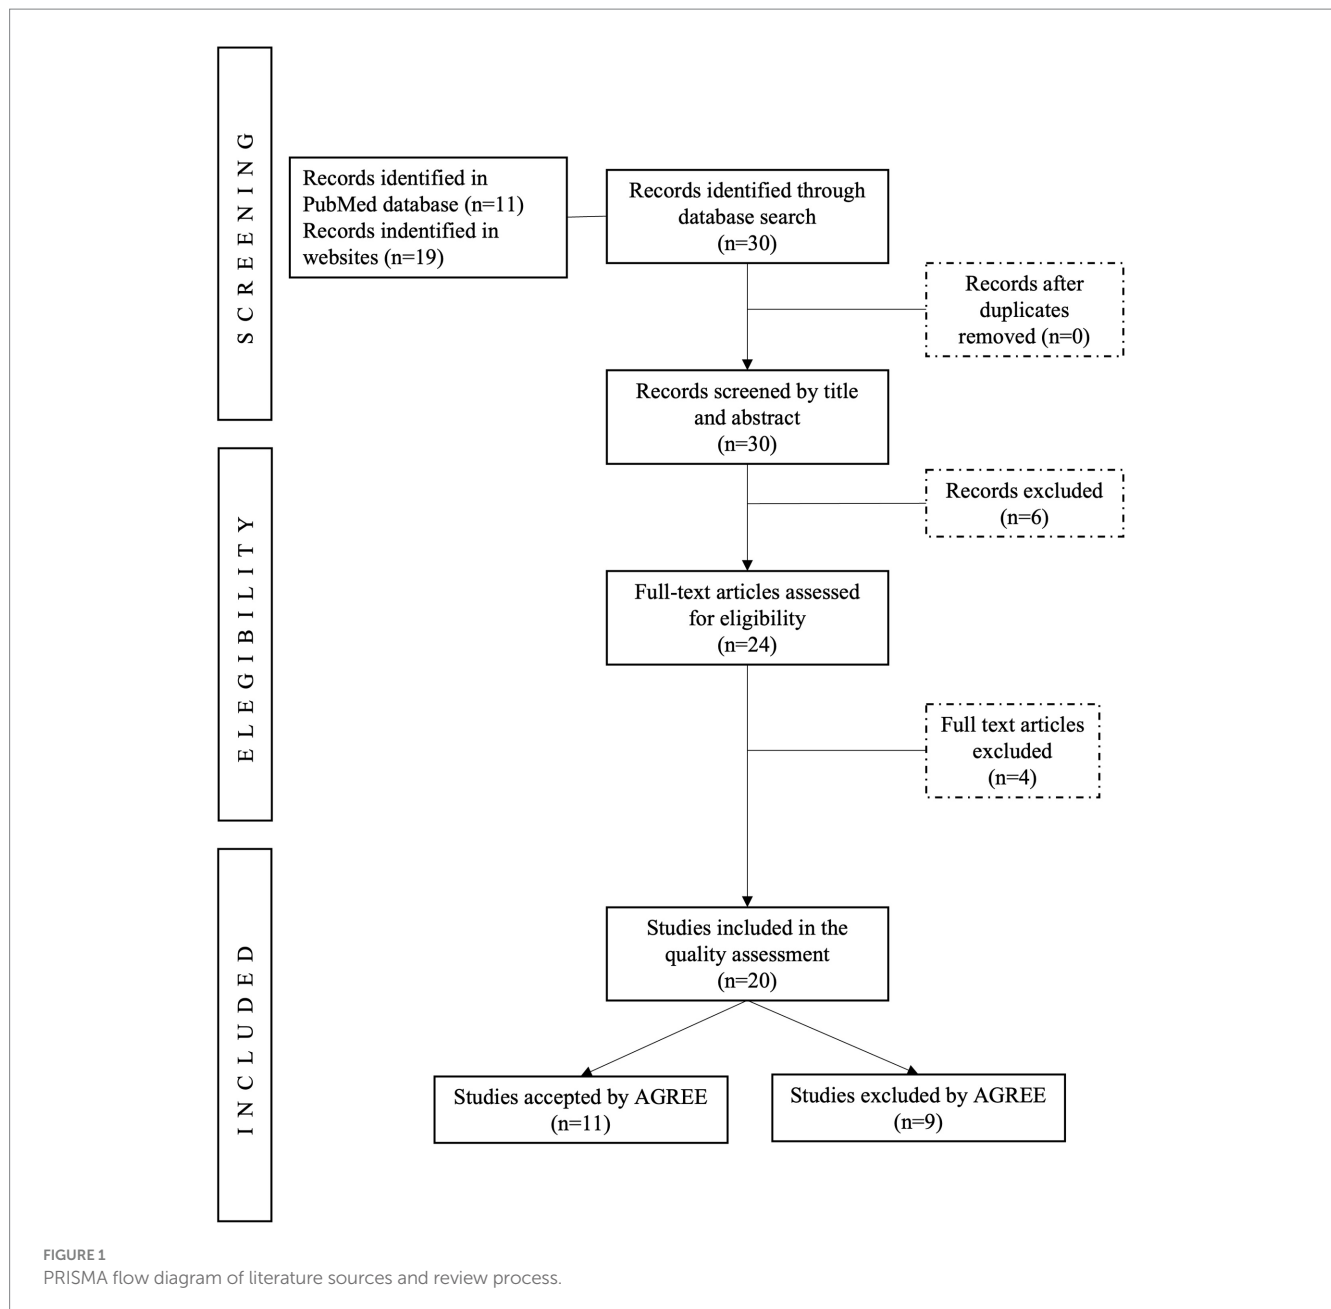 SCREENING
Records identified in
PubMed database (n=11)
Records indentified in
websites (n=19)
Records identified through
database search
(n=30)
Records after
duplicates
removed (n=0)
Records screened by title
and abstract
(n=30)
ELEGIBILITY
Records excluded
(n=6)
Full-text articles assessed
for eligibility
(n=24)
Full text articles
excluded
(n=4)
INCLUDED
Studies included in the
quality assessment
(n=20)
Studies accepted by AGREE
(n=11)
Studies excluded by AGREE
(n=9)
FIGURE 1
PRISMA flow diagram of literature sources and review process.